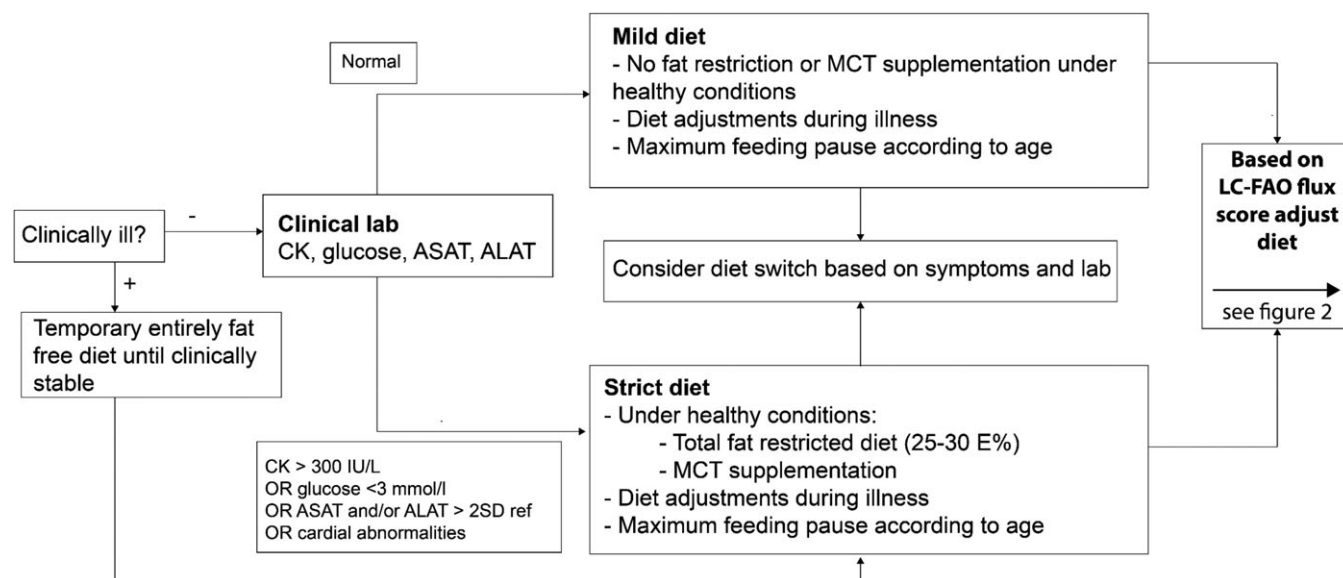 Normal
Mild diet
- No fat restriction or MCT supplementation under
healthy conditions
- Diet adjustments during illness
- Maximum feeding pause according to age
Based on
LC-FAO flux
score adjust
diet
see figure 2
Clinically ill?
-
+
Clinical lab
CK, glucose, ASAT, ALAT
Consider diet switch based on symptoms and lab
Temporary entirely fat
free diet until clinically
stable
CK > 300 IU/L
OR glucose <3 mmol/l
OR ASAT and/or ALAT > 2SD ref
OR cardial abnormalities
Strict diet
- Under healthy conditions:
- Total fat restricted diet (25-30 E%)
- MCT supplementation
- Diet adjustments during illness
- Maximum feeding pause according to age